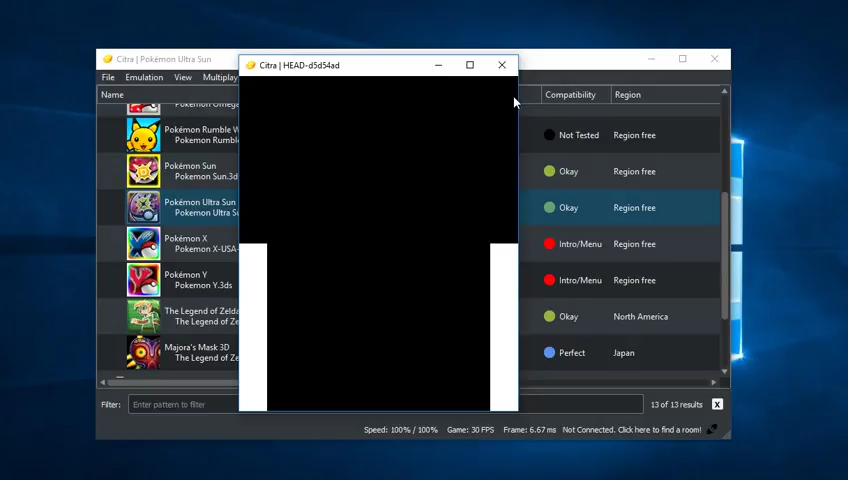 Citra | Pokémon Ultra Sun
Citra | HEAD-d5d54ad
File Emulation View Multiplay
Name Compatibility Region
Pokemon Omega
Pokémon Rumble W
Pokemon Rumbl
Not Tested Region free
Pokémon Sun
Pokemon Sun.3d
Okay Region free
Pokémon Ultra Sun
Pokemon Ultra Su
Okay Region free
Pokémon X
Pokemon X-USA-
Intro/Menu Region free
Pokémon Y
Pokemon Y.3ds
Intro/Menu Region free
The Legend of Zelda
The Legend of Ze
Okay North America
Majora's Mask 3D
The Legend of Ze
Perfect Japan
Filter: Enter pattern to filter 13 of 13 results X
Speed: 100% / 100% Game: 30 FPS Frame: 6.67 ms Not Connected. Click here to find a room!